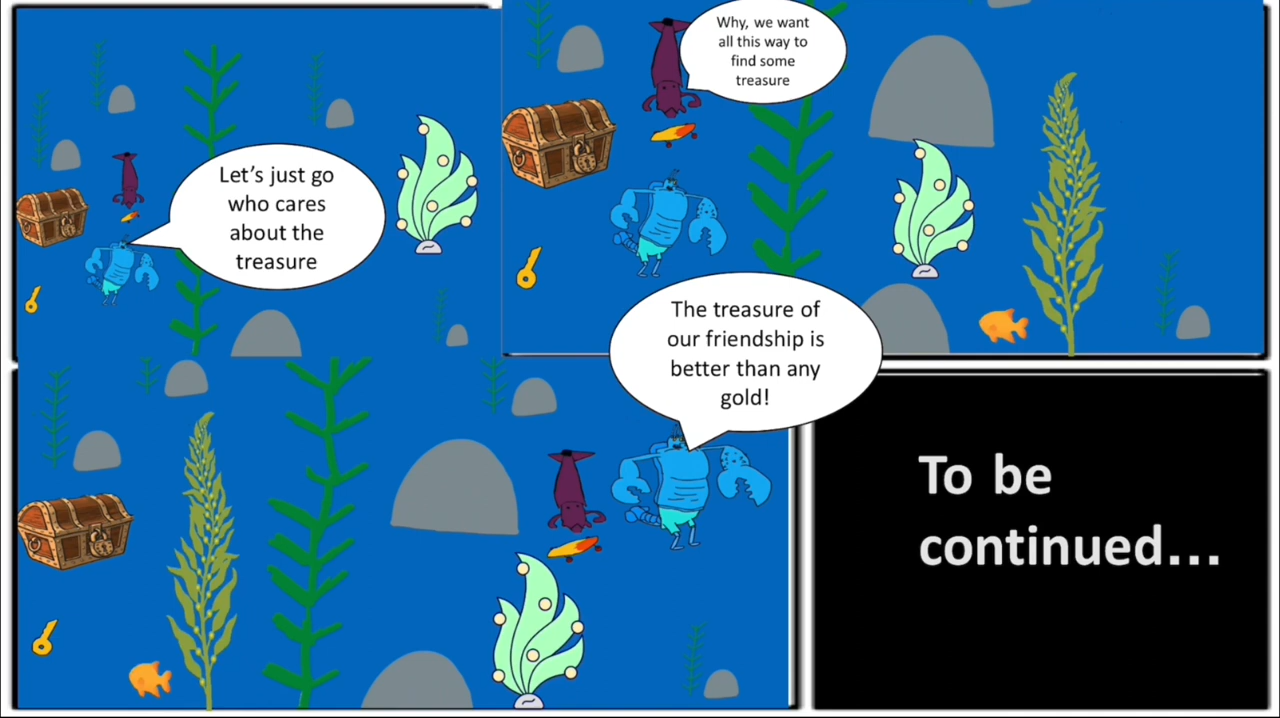 Let's just go
who cares
about the
treasure
Why, we want
all this way to
find some
treasure
The treasure of
our friendship is
better than any
gold!
To be
continued...